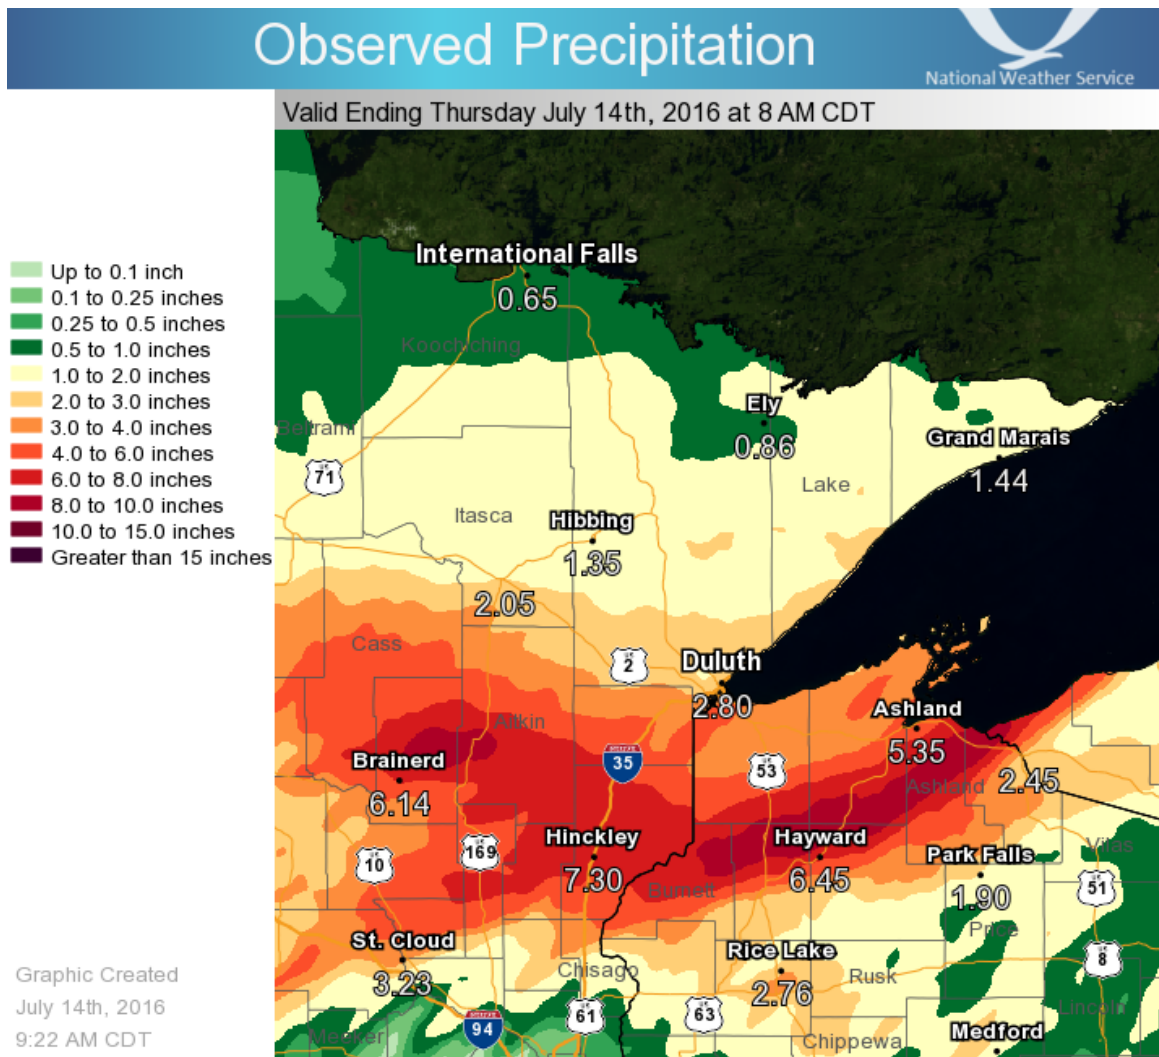 Observed Precipitation
National Weather Service
Valid Ending Thursday July 14th, 2016 at 8 AM CDT
Up to 0.1 inch
0.1 to 0.25 inches
0.25 to 0.5 inches
0.5 to 1.0 inches
1.0 to 2.0 inches
2.0 to 3.0 inches
3.0 to 4.0 inches
4.0 to 6.0 inches
6.0 to 8.0 inches
8.0 to 10.0 inches
10.0 to 15.0 inches
Greater than 15 inches
International Falls
0.65
Koochiching
Ely
0.86
Beltrami
Grand Marais
1.44
71
Lake
Itasca
Hibbing
1.35
2.05
Cass
2
Duluth
2.80
Ashland
5.35
Aitkin
Brainerd
6.14
35
53
2.45
Ashland
Hinckley
7.30
169
10
Hayward
6.45
Burnett
Park Falls
1.90
Vilas
51
Price
St. Cloud
3.23
Chisago
Rice Lake
2.76
Rusk
8
Lincoln
61
63
94
Meeker
Medford
Chippewa
Graphic Created
July 14th, 2016
9:22 AM CDT